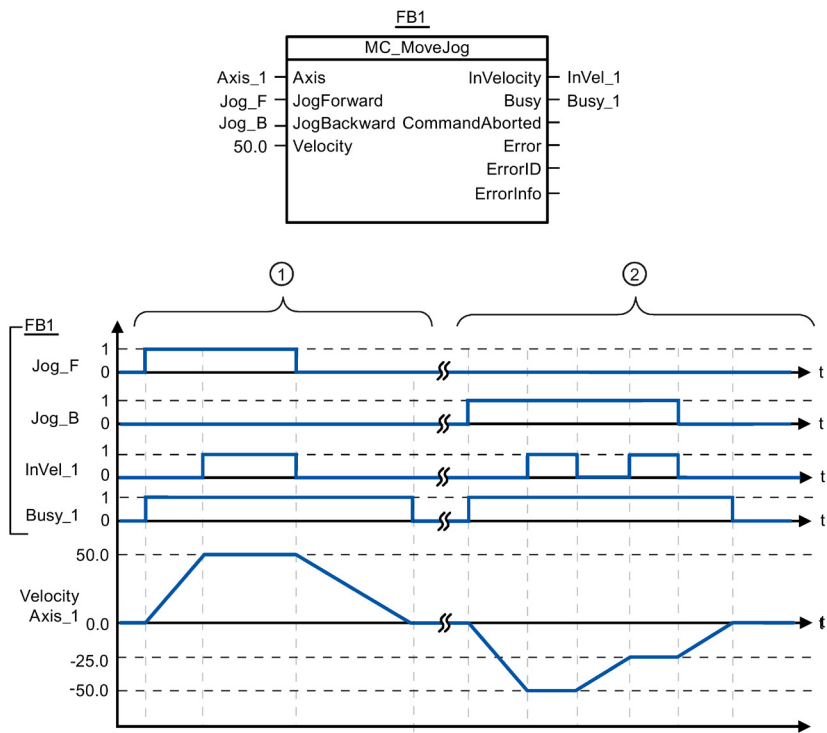 FB1
MC_MoveJog
Axis_1 Axis InVelocity InVel_1
Jog_F JogForward Busy Busy_1
Jog_B JogBackward CommandAborted
50.0 Velocity Error
ErrorID
ErrorInfo
1 2
FB1
Jog_F 1 0 t
Jog_B 1 0 t
InVel_1 1 0 t
Busy_1 1 0 t
50.0
Velocity
Axis_1 0.0 t
-25.0
-50.0